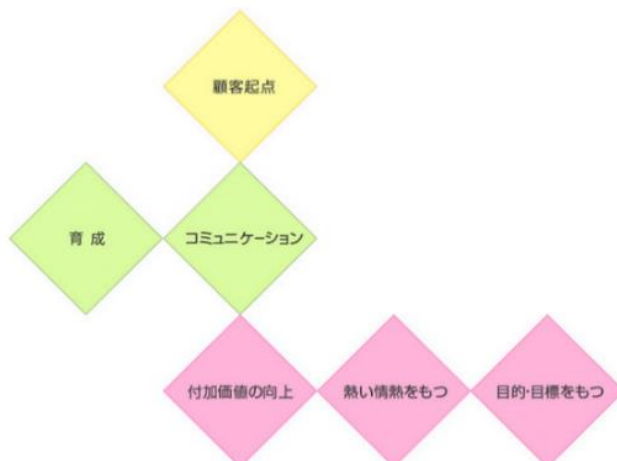 顧客起点
育成
コミュニケーション
付加価値の向上
熱い情熱をもつ
目的・目標をもつ